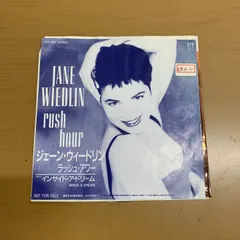 JANE
WIEDLIN
rush
hour
ジェーン・ウィードリン
ラッシュ・アワー
インサイド・ア・ドリーム
INSIDE A DREAM
NOT FOR SALE